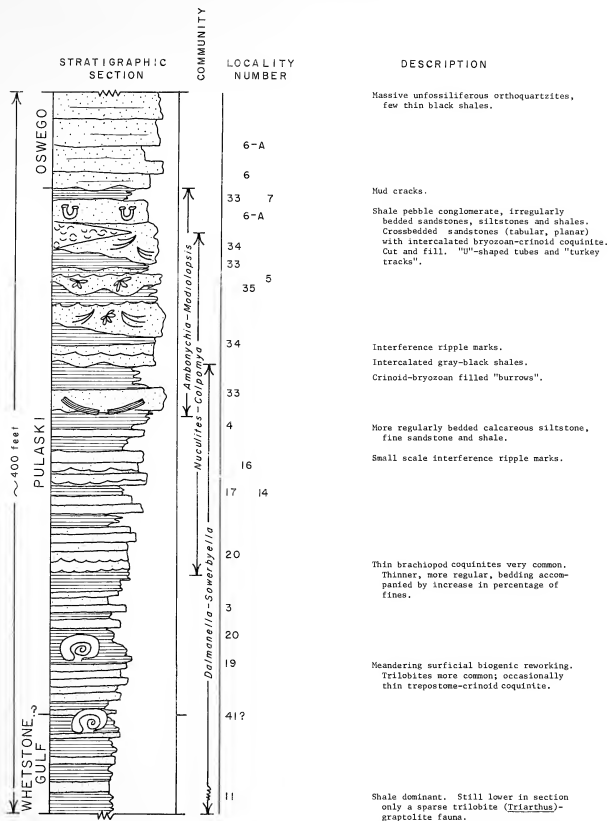 STRATIGRAPHIC
SECTION
COMMUNITY
LOCALITY
NUMBER
DESCRIPTION
OSWEGO
PULASKI
WHETSTONE
GULF
?
~400 feet
Ambonychia-Modiolopsis
Nuculites-Colpomya
Dalmanella-Sowerbyella
6-A
6
33 7
6-A
34
33
5
35
34
33
4
16
17 14
20
3
20
19
41?
11
Massive unfossiliferous orthoquartzites,
few thin black shales.
Mud cracks.
Shale pebble conglomerate, irregularly
bedded sandstones, siltstones and shales.
Crossbedded sandstones (tabular, planar)
with intercalated bryozoan-crinoid coquinite.
Cut and fill. "U"-shaped tubes and "turkey
tracks".
Interference ripple marks.
Intercalated gray-black shales.
Crinoid-bryozoan filled "burrows".
More regularly bedded calcareous siltstone,
fine sandstone and shale.
Small scale interference ripple marks.
Thin brachiopod coquinites very common.
Thinner, more regular, bedding accom-
panied by increase in percentage of
fines.
Meandering surficial biogenic reworking.
Trilobites more common; occasionally
thin trepostome-crinoid coquinite.
Shale dominant. Still lower in section
only a sparse trilobite (Triarthus)-
graptolite fauna.